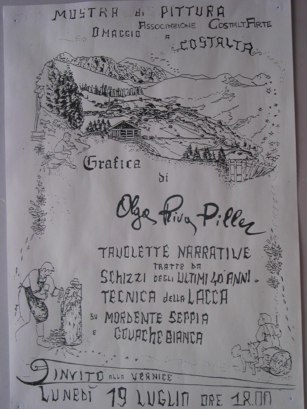 MOSTRA di PITTURA
ASSOCIAZIONE COSTALTARTE
OMAGGIO a COSTALTA
Grafica
di
Olga Riva Piller
TAVOLETTE NARRATIVE
TRATTE DA
SCHIZZI DEGLI ULTIMI 40 ANNI -
TECNICA della LACCA
su MORDENTE SEPPIA
e GOUACHE BIANCA
INVITO alla VERNICE
LUNEDÌ 19 LUGLIO ORE 18.00